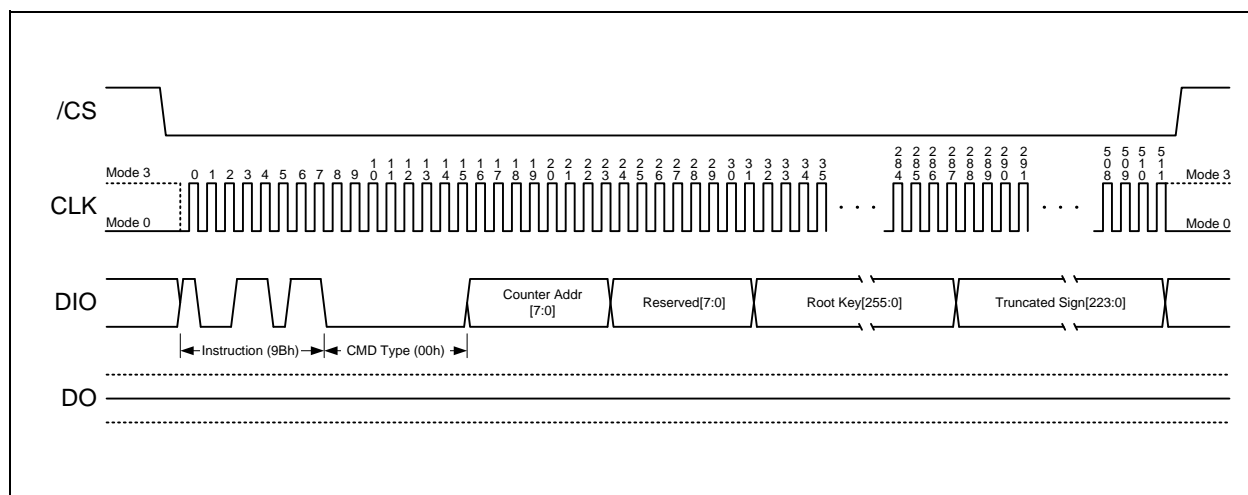 /CS
Mode 3
0 1 2 3 4 5 6 7 8 9 10 11 12 13 14 15 16 17 18 19 20 21 22 23 24 25 26 27 28 29 30 31 32 33 34 35 284 285 286 287 288 289 290 291 508 509 510 511
Mode 3
CLK
Mode 0
Mode 0
DIO
Counter Addr
[7:0]
Reserved[7:0]
Root Key[255:0]
Truncated Sign[223:0]
Instruction (9Bh)
CMD Type (00h)
DO